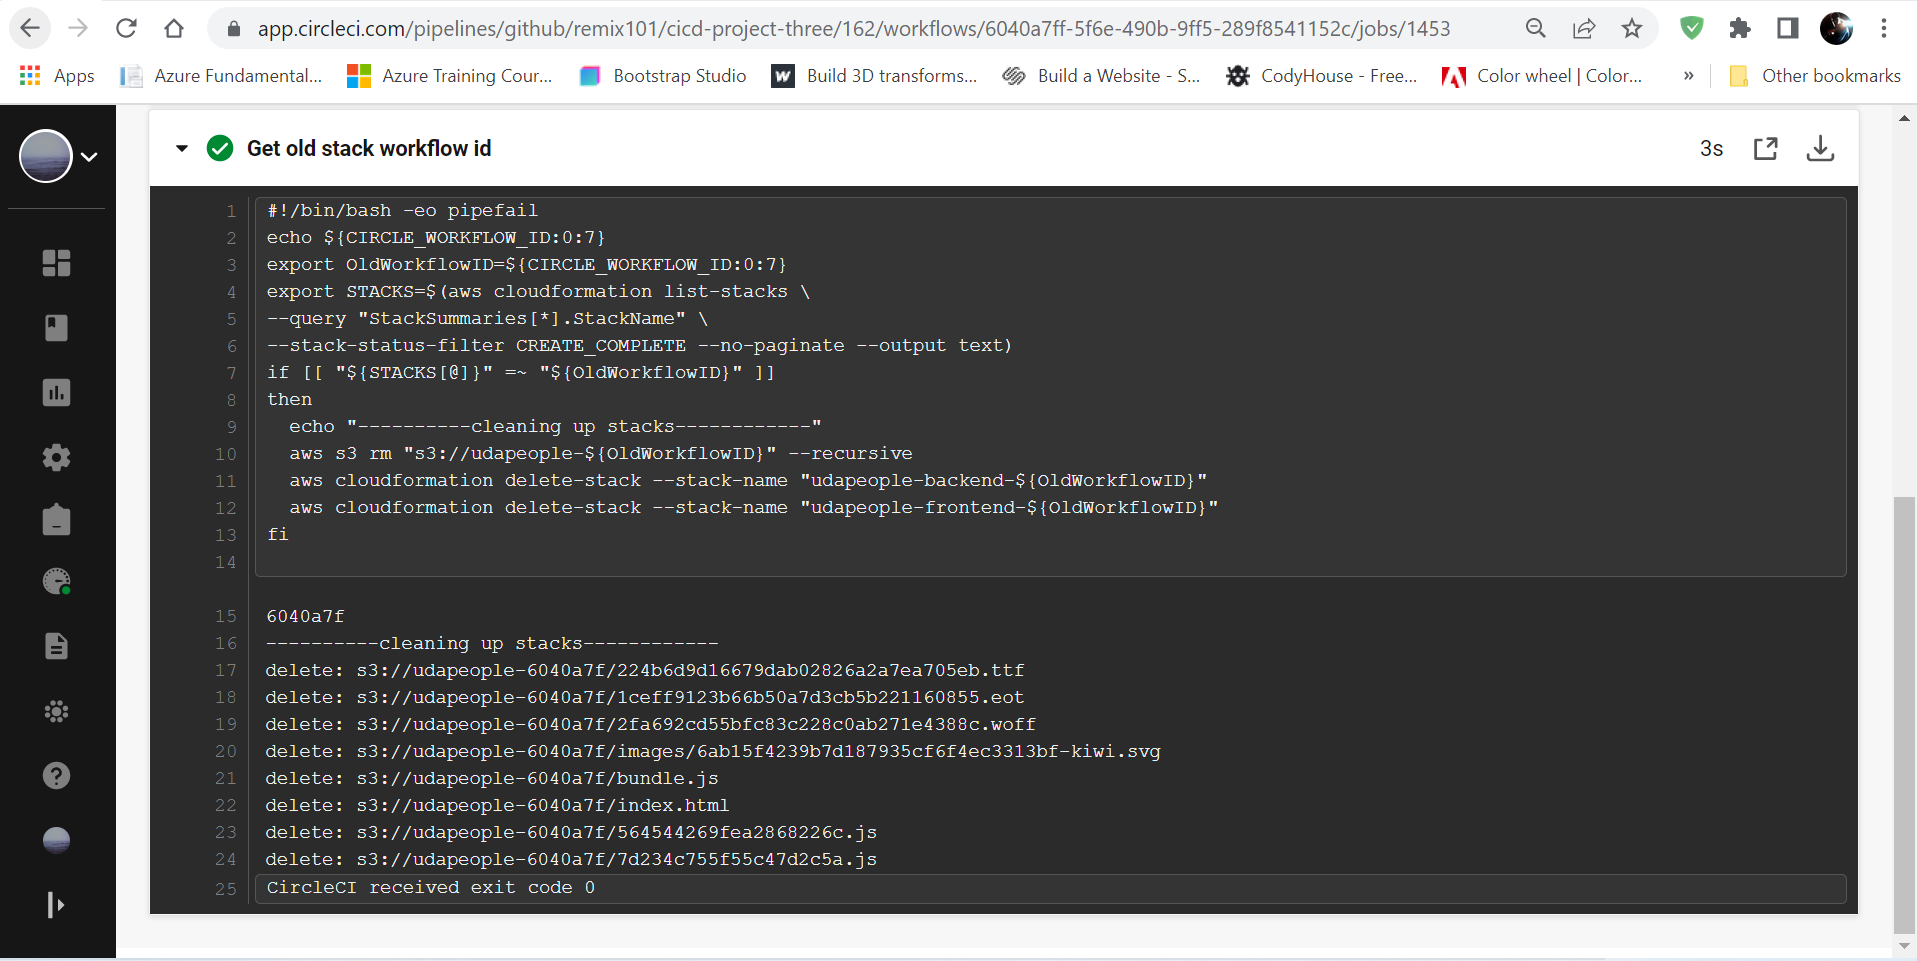 app.circleci.com/pipelines/github/remix101/cicd-project-three/162/workflows/6040a7ff-5f6e-490b-9ff5-289f8541152c/jobs/1453
Apps Azure Fundamental... Azure Training Cour... Bootstrap Studio Build 3D transforms... Build a Website - S... CodyHouse - Free... Color wheel | Color... » Other bookmarks
Get old stack workflow id 3s
1 #!/bin/bash -eo pipefail
2 echo ${CIRCLE_WORKFLOW_ID:0:7}
3 export OldWorkflowID=${CIRCLE_WORKFLOW_ID:0:7}
4 export STACKS=$(aws cloudformation list-stacks \
5 --query "StackSummaries[*].StackName" \
6 --stack-status-filter CREATE_COMPLETE --no-paginate --output text)
7 if [[ "${STACKS[@]}" =~ "${OldWorkflowID}" ]]
8 then
9 echo "----------cleaning up stacks------------"
10 aws s3 rm "s3://udapeople-${OldWorkflowID}" --recursive
11 aws cloudformation delete-stack --stack-name "udapeople-backend-${OldWorkflowID}"
12 aws cloudformation delete-stack --stack-name "udapeople-frontend-${OldWorkflowID}"
13 fi
14
15 6040a7f
16 ----------cleaning up stacks------------
17 delete: s3://udapeople-6040a7f/224b6d9d16679dab02826a2a7ea705eb.ttf
18 delete: s3://udapeople-6040a7f/1ceff9123b66b50a7d3cb5b221160855.eot
19 delete: s3://udapeople-6040a7f/2fa692cd55bfc83c228c0ab271e4388c.woff
20 delete: s3://udapeople-6040a7f/images/6ab15f4239b7d187935cf6f4ec3313bf-kiwi.svg
21 delete: s3://udapeople-6040a7f/bundle.js
22 delete: s3://udapeople-6040a7f/index.html
23 delete: s3://udapeople-6040a7f/564544269fea2868226c.js
24 delete: s3://udapeople-6040a7f/7d234c755f55c47d2c5a.js
25 CircleCI received exit code 0